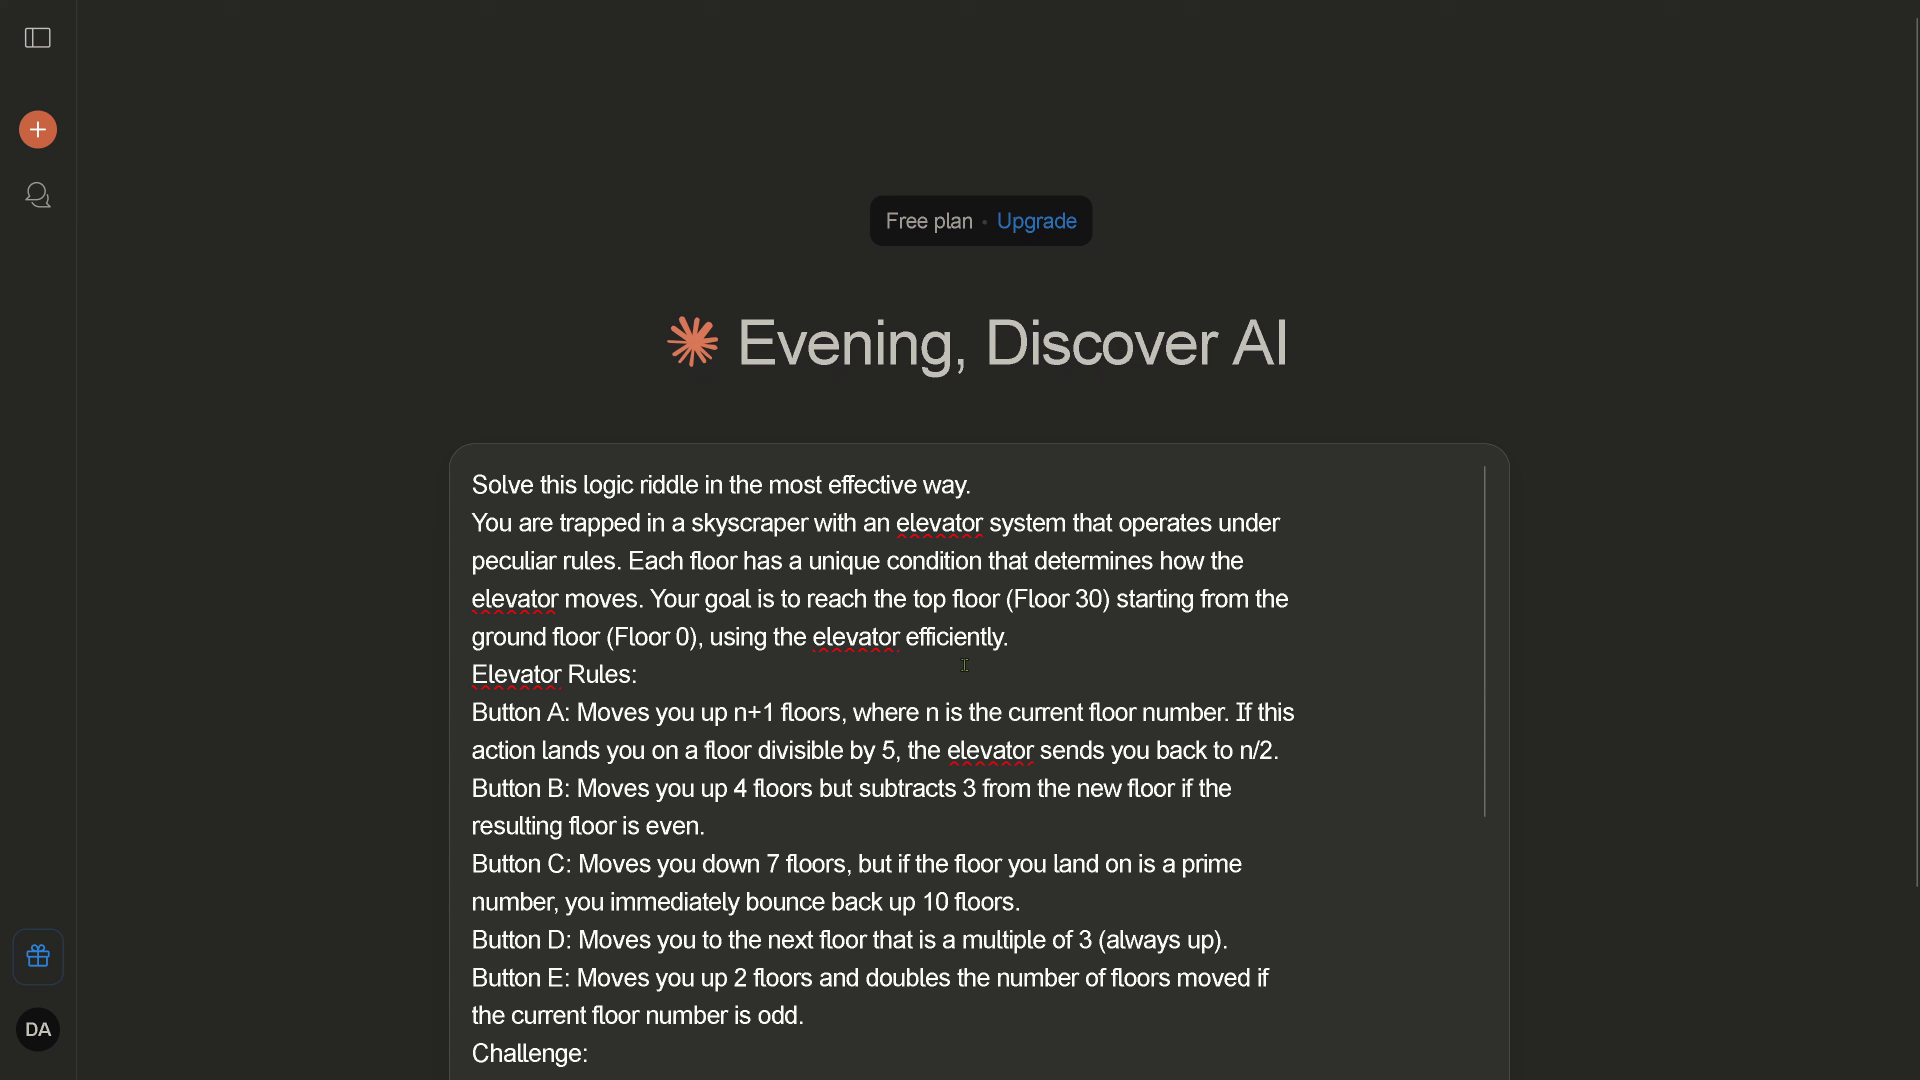 Free plan · Upgrade
Evening, Discover AI
Solve this logic riddle in the most effective way.
You are trapped in a skyscraper with an elevator system that operates under
peculiar rules. Each floor has a unique condition that determines how the
elevator moves. Your goal is to reach the top floor (Floor 30) starting from the
ground floor (Floor 0), using the elevator efficiently.
Elevator Rules:
Button A: Moves you up n+1 floors, where n is the current floor number. If this
action lands you on a floor divisible by 5, the elevator sends you back to n/2.
Button B: Moves you up 4 floors but subtracts 3 from the new floor if the
resulting floor is even.
Button C: Moves you down 7 floors, but if the floor you land on is a prime
number, you immediately bounce back up 10 floors.
Button D: Moves you to the next floor that is a multiple of 3 (always up).
Button E: Moves you up 2 floors and doubles the number of floors moved if
the current floor number is odd.
Challenge:
DA